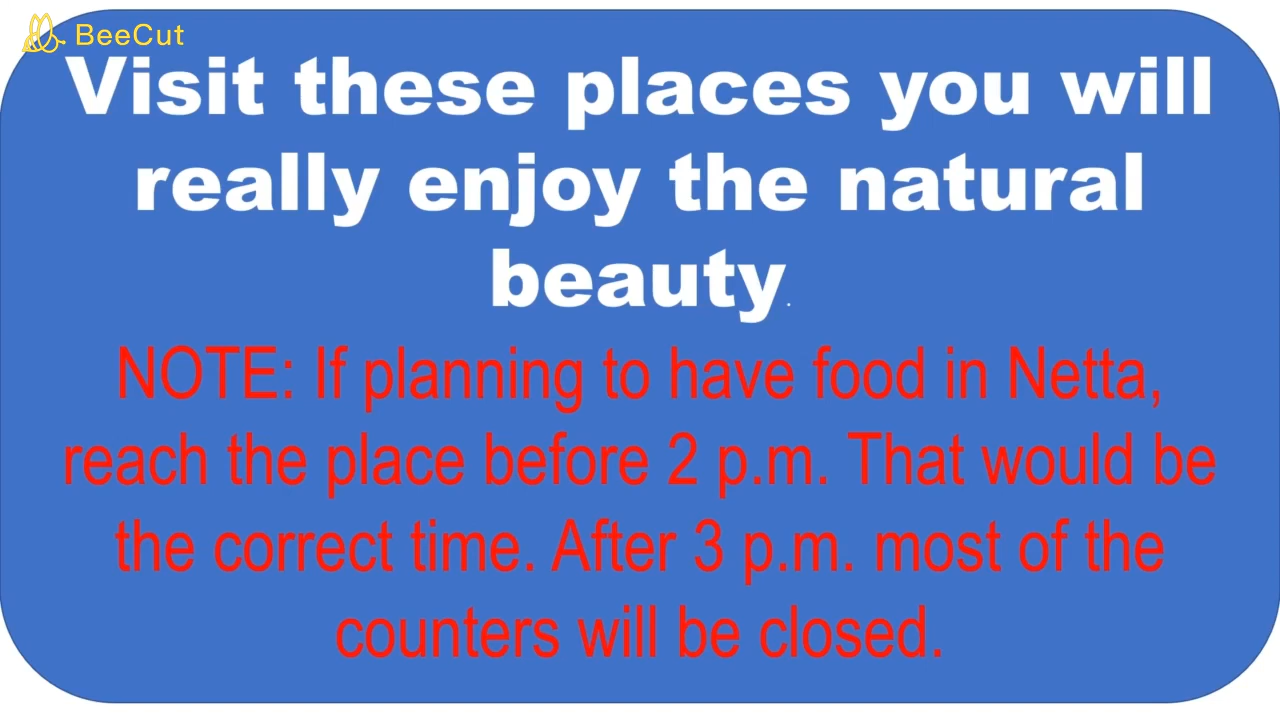 BeeCut
Visit these places you will
really enjoy the natural
beauty.
NOTE: If planning to have food in Netta,
reach the place before 2 p.m. That would be
the correct time. After 3 p.m. most of the
counters will be closed.